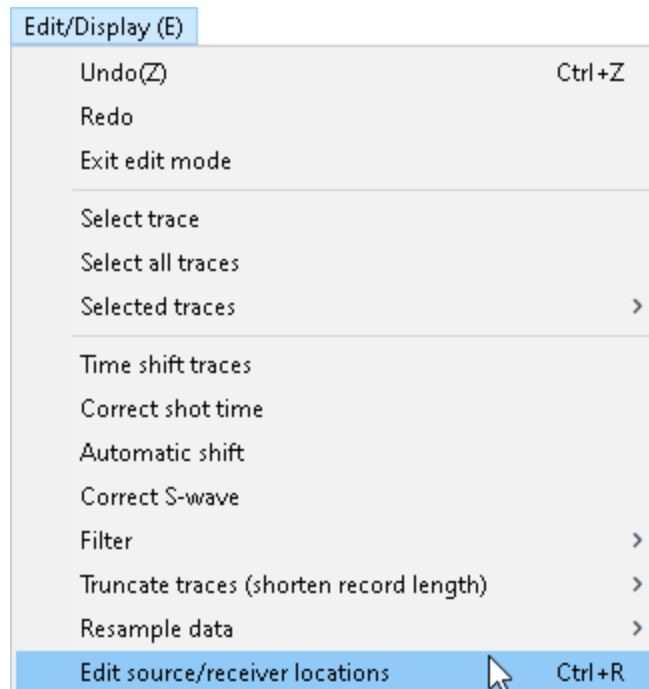 Edit/Display (E)
Undo(Z) Ctrl+Z
Redo
Exit edit mode
Select trace
Select all traces
Selected traces
Time shift traces
Correct shot time
Automatic shift
Correct S-wave
Filter
Truncate traces (shorten record length)
Resample data
Edit source/receiver locations Ctrl+R